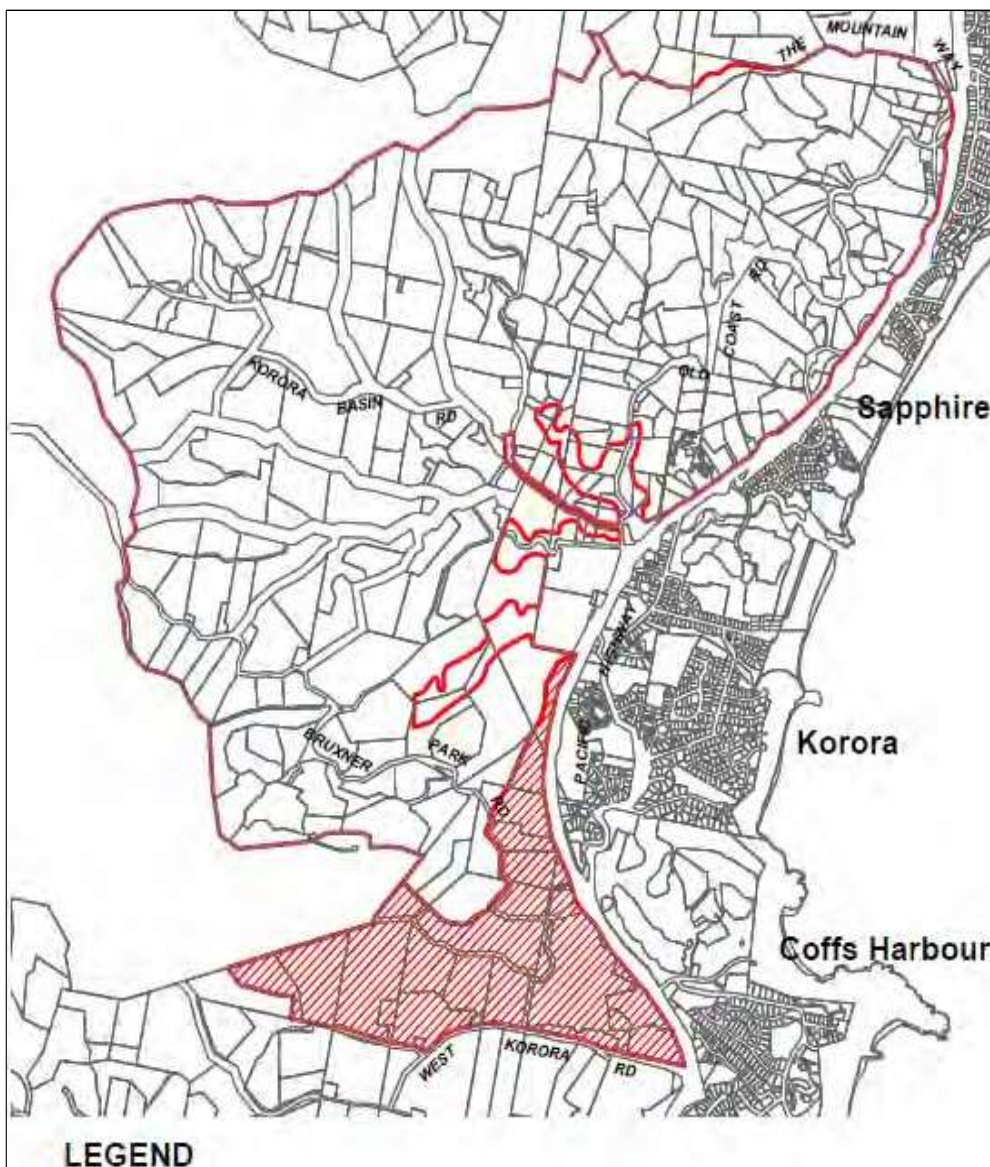 THE MOUNTAIN WAY
OLD COAST RD
KORORA BASIN RD
Sapphire
PACIFIC HIGHWAY
Korora
BRUXNER PARK RD
Coffs Harbour
WEST KORORA RD
LEGEND